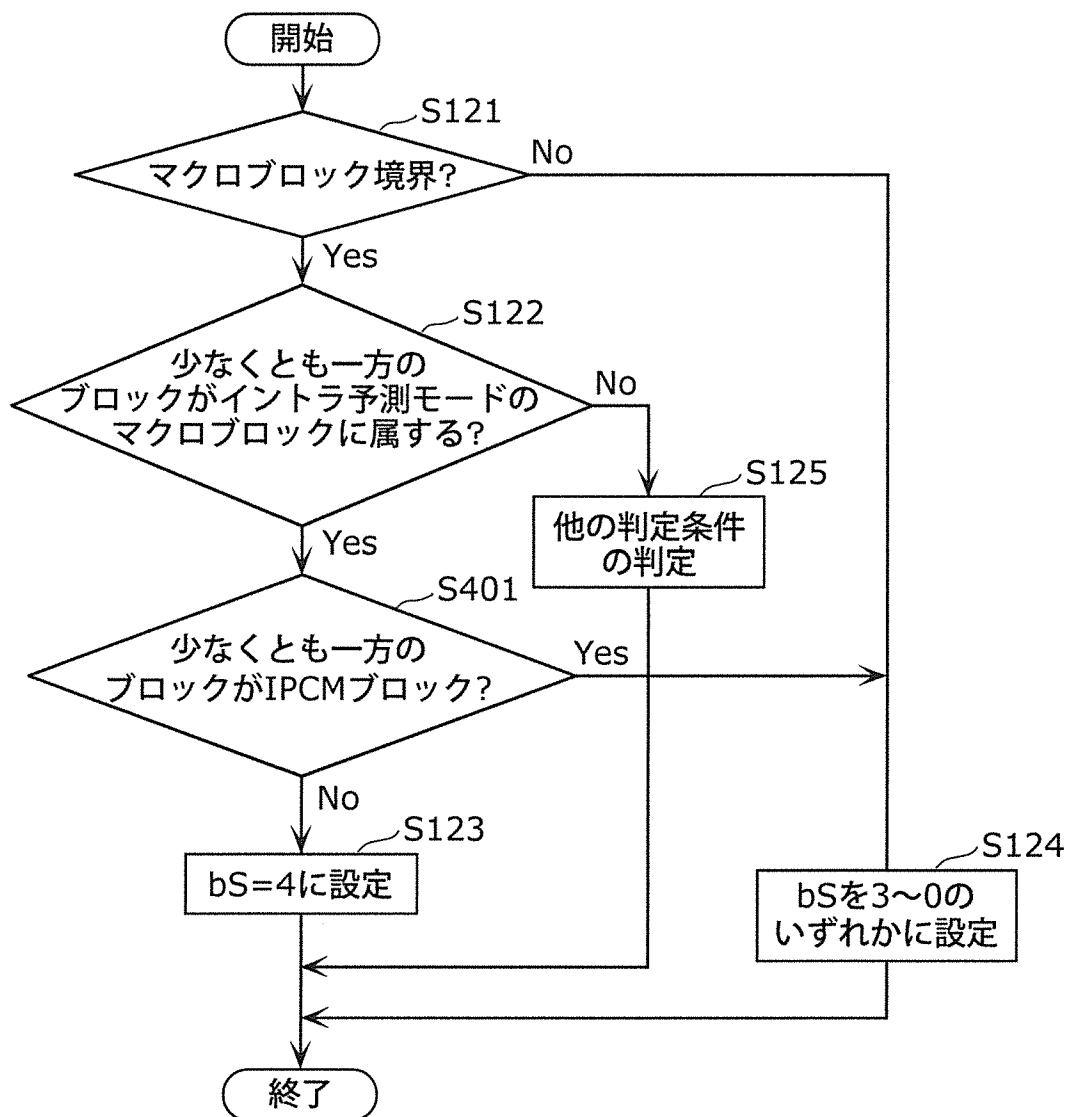 開始
S121
マクロブロック境界?
No
Yes
S122
少なくとも一方の
ブロックがイントラ予測モードの
マクロブロックに属する?
No
Yes
S125
他の判定条件
の判定
S401
少なくとも一方の
ブロックがIPCMブロック?
Yes
No
S123
bS=4に設定
S124
bSを3~0の
いずれかに設定
終了